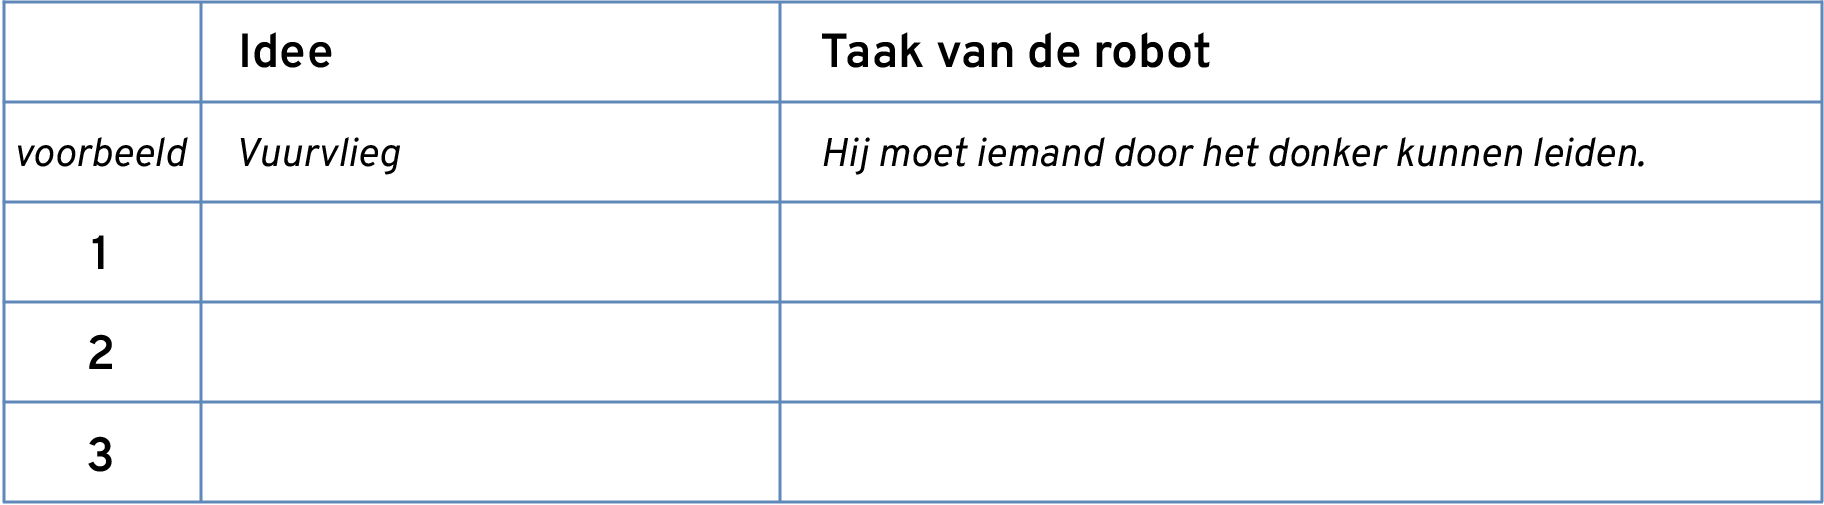 Idee Taak van de robot
voorbeeld Vuurvlieg Hij moet iemand door het donker kunnen leiden.
1
2
3